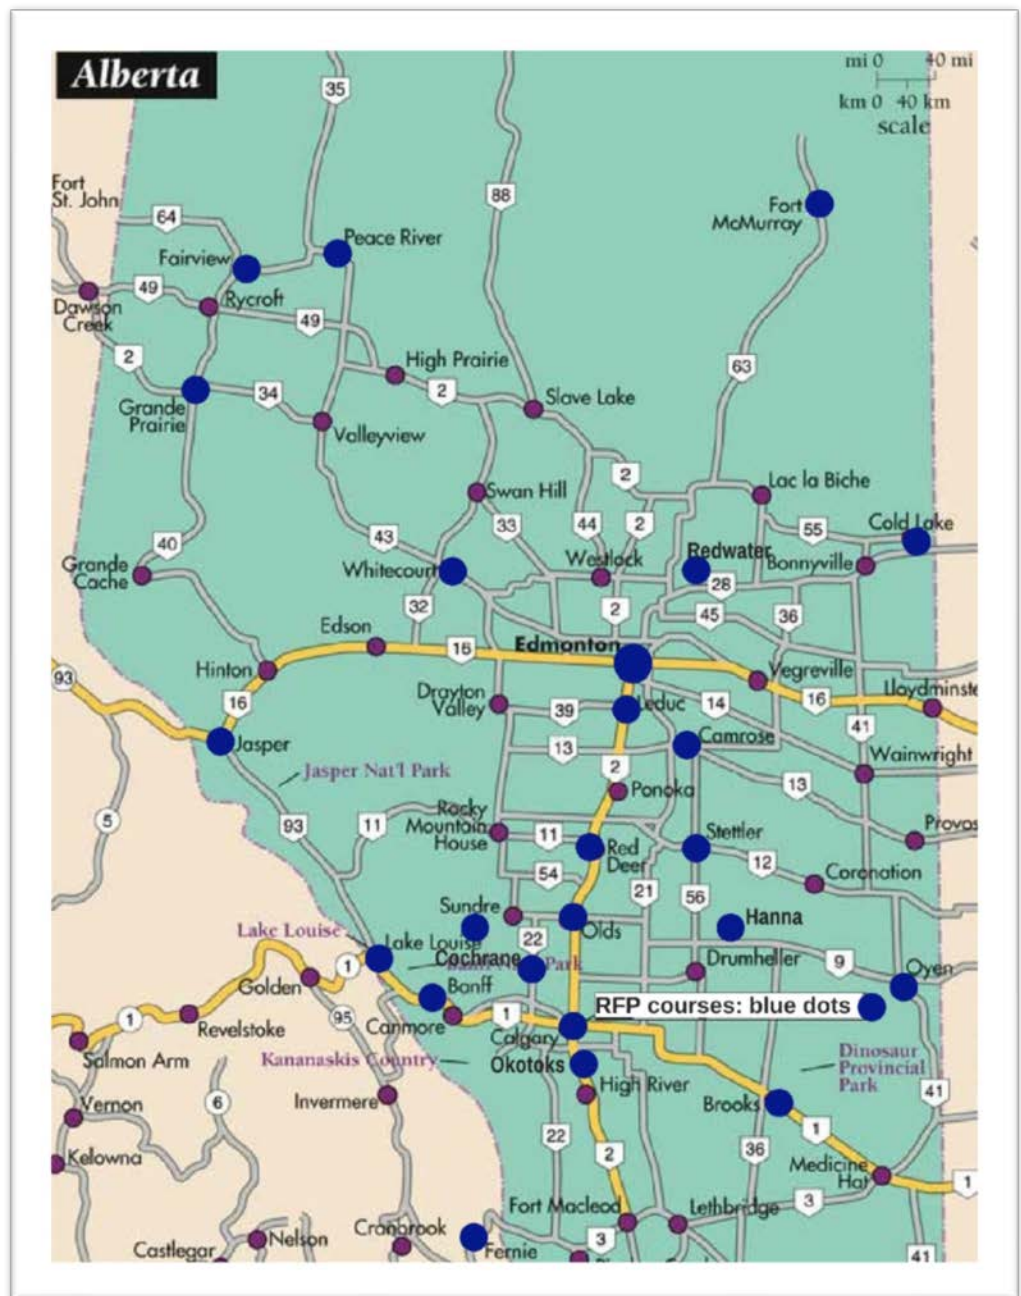 Alberta
mi 0 40 mi
km 0 40 km
scale
35
Fort
St. John
88
64
Fort
McMurray
Peace River
Fairview
49
Rycroft
Dawson
Creek
49
2
High Prairie
63
34
2
Slave Lake
Grande
Prairie
Valleyview
2
Lac la Biche
Swan Hill
33
44
2
55
Cold Lake
43
40
Westlock
Redwater
Bonnyville
Grande
Cache
Whitecourt
28
32
2
45
36
Edson
16
Edmonton
Hinton
Vegreville
93
Drayton
Valley
Leduc
16
Lloydminste
16
39
14
41
Jasper
13
Camrose
Wainwright
Jasper Nat'l Park
2
13
Ponoka
5
93
11
Rocky
Mountain
House
11
Stettler
Provos
Red
Deer
12
54
Coronation
21
56
Sundre
Hanna
Lake Louise
Olds
22
Lake Louise
Cochrane
Park
Drumheller
9
Oyen
1
Golden
Banff
RFP courses: blue dots
1
Revelstoke
95
Canmore
1
Calgary
Salmon Arm
Kananaskis Country
Okotoks
Dinosaur
Provincial
Park
High River
41
Invermere
6
Vernon
Brooks
1
22
2
36
Kelowna
Medicine
Hat
1
3
Fort Macleod
Lethbridge
Cranbrook
Nelson
3
Castlegar
Fernie
41